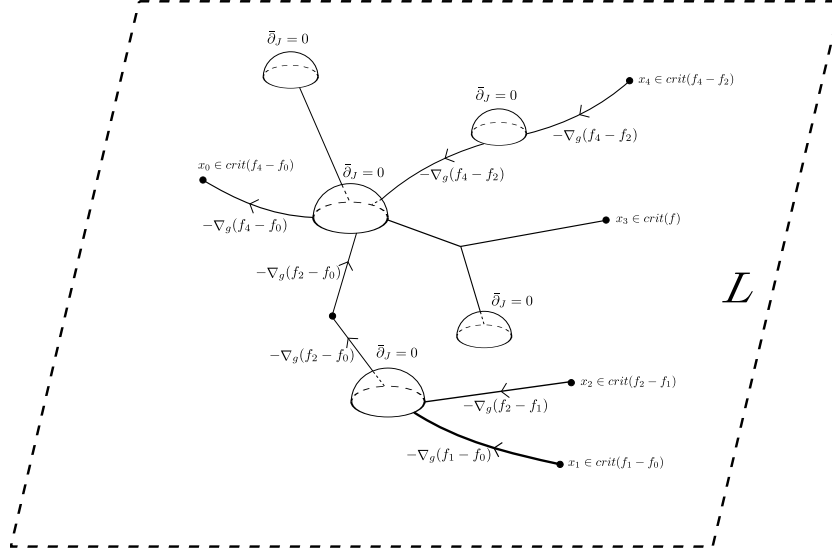 ∂̄_J = 0
x_4 ∈ crit(f_4 − f_2)
∂̄_J = 0
−∇_g(f_4 − f_2)
x_0 ∈ crit(f_4 − f_0)
∂̄_J = 0
−∇_g(f_4 − f_2)
−∇_g(f_4 − f_0)
x_3 ∈ crit(f)
−∇_g(f_2 − f_0)
L
∂̄_J = 0
−∇_g(f_2 − f_0)
∂̄_J = 0
x_2 ∈ crit(f_2 − f_1)
−∇_g(f_2 − f_1)
−∇_g(f_1 − f_0)
x_1 ∈ crit(f_1 − f_0)